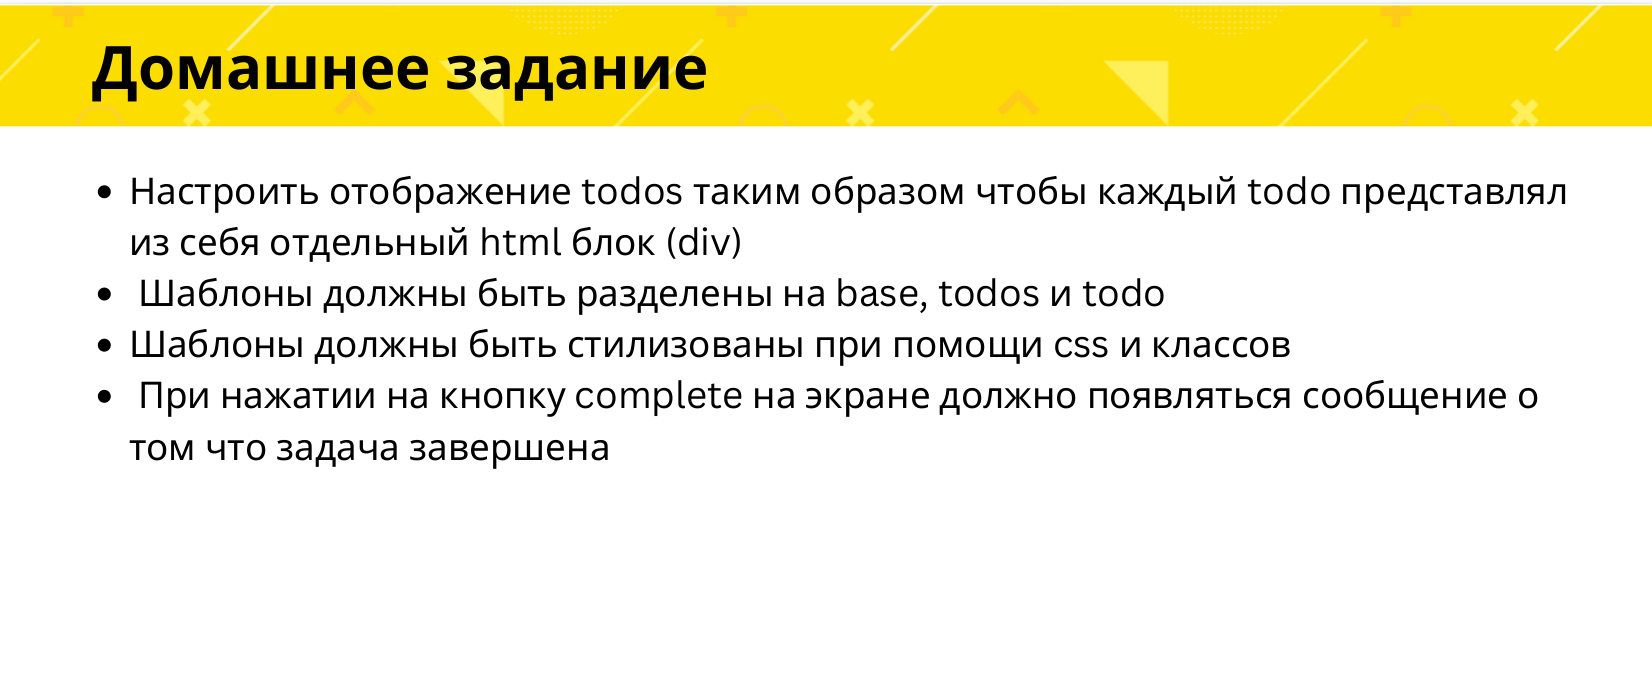 Домашнее задание
• Настроить отображение todos таким образом чтобы каждый todo представлял
из себя отдельный html блок (div)
• Шаблоны должны быть разделены на base, todos и todo
• Шаблоны должны быть стилизованы при помощи css и классов
• При нажатии на кнопку complete на экране должно появляться сообщение о
том что задача завершена